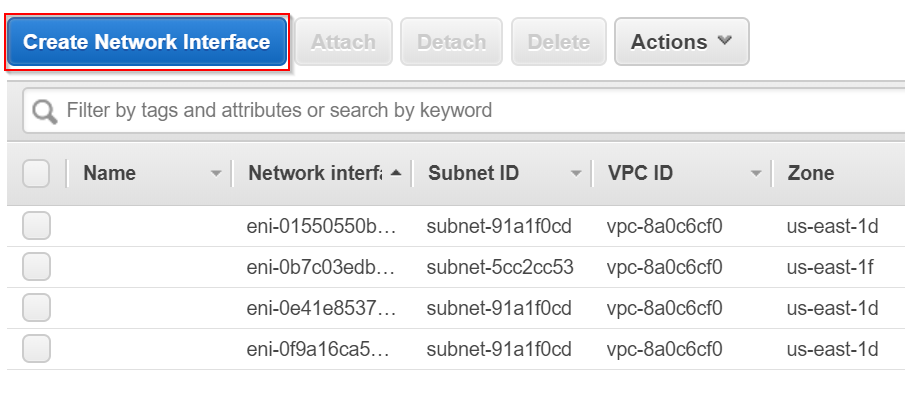 Create Network Interface Attach Detach Delete Actions
Filter by tags and attributes or search by keyword
Name Network interfa Subnet ID VPC ID Zone
eni-01550550b... subnet-91a1f0cd vpc-8a0c6cf0 us-east-1d
eni-0b7c03edb... subnet-5cc2cc53 vpc-8a0c6cf0 us-east-1f
eni-0e41e8537... subnet-91a1f0cd vpc-8a0c6cf0 us-east-1d
eni-0f9a16ca5... subnet-91a1f0cd vpc-8a0c6cf0 us-east-1d